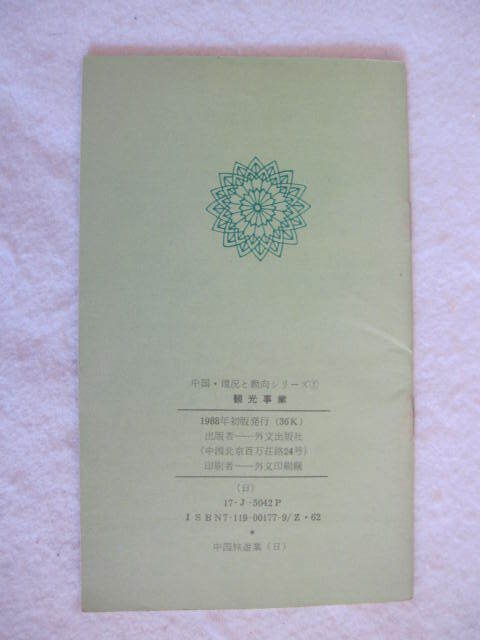 中国・現況と動向シリーズ⑦
観光事業
1988年初版発行（36K）
出版者——外文出版社
（中国北京百万荘路24号）
印刷者——外文印刷廠
（日）
17-J-5042P
ISBN7-119-00177-9/Z・62
*
中国旅遊業（日）